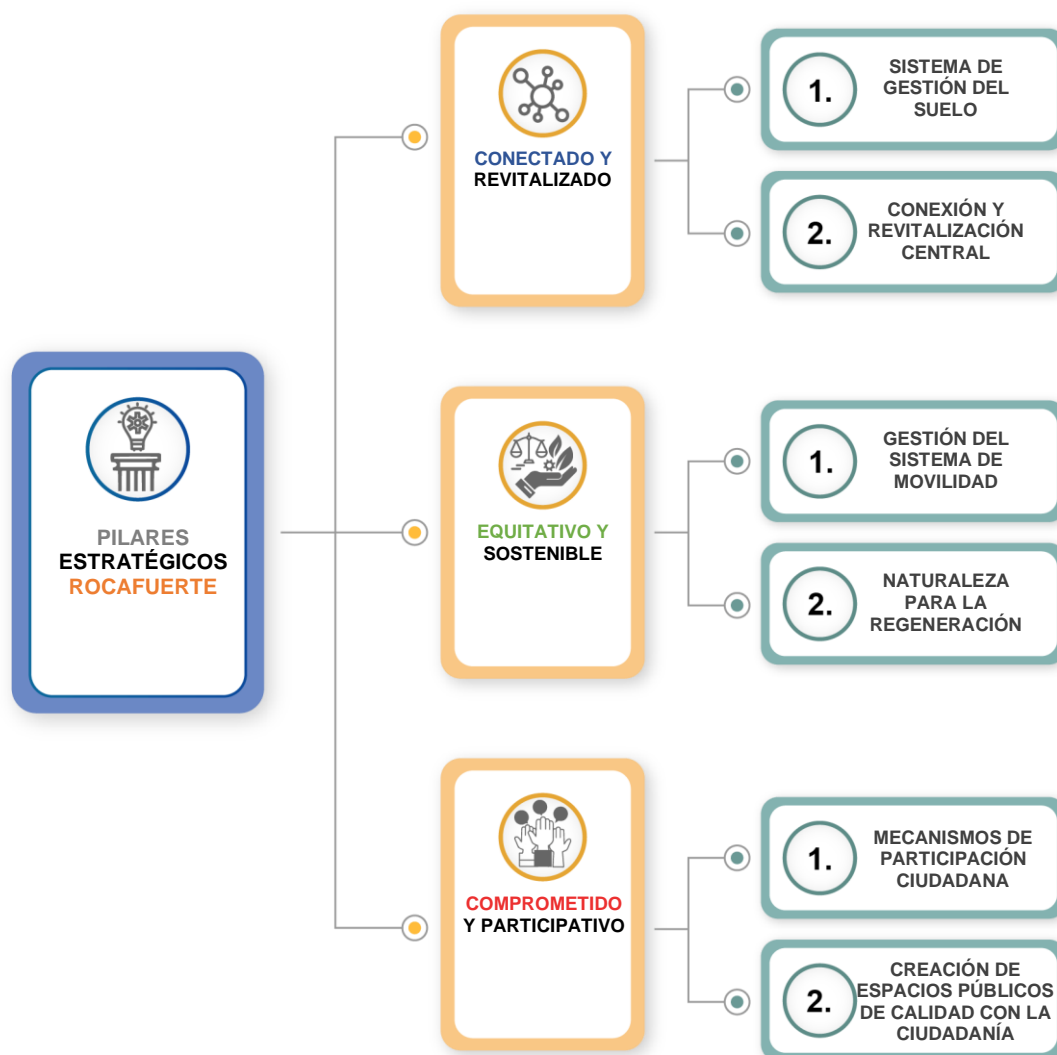 PILARES
ESTRATÉGICOS
ROCAFUERTE
CONECTADO Y
REVITALIZADO
1.
SISTEMA DE
GESTIÓN DEL
SUELO
2.
CONEXIÓN Y
REVITALIZACIÓN
CENTRAL
EQUITATIVO Y
SOSTENIBLE
1.
GESTIÓN DEL
SISTEMA DE
MOVILIDAD
2.
NATURALEZA
PARA LA
REGENERACIÓN
COMPROMETIDO
Y PARTICIPATIVO
1.
MECANISMOS DE
PARTICIPACIÓN
CIUDADANA
2.
CREACIÓN DE
ESPACIOS PÚBLICOS
DE CALIDAD CON LA
CIUDADANÍA